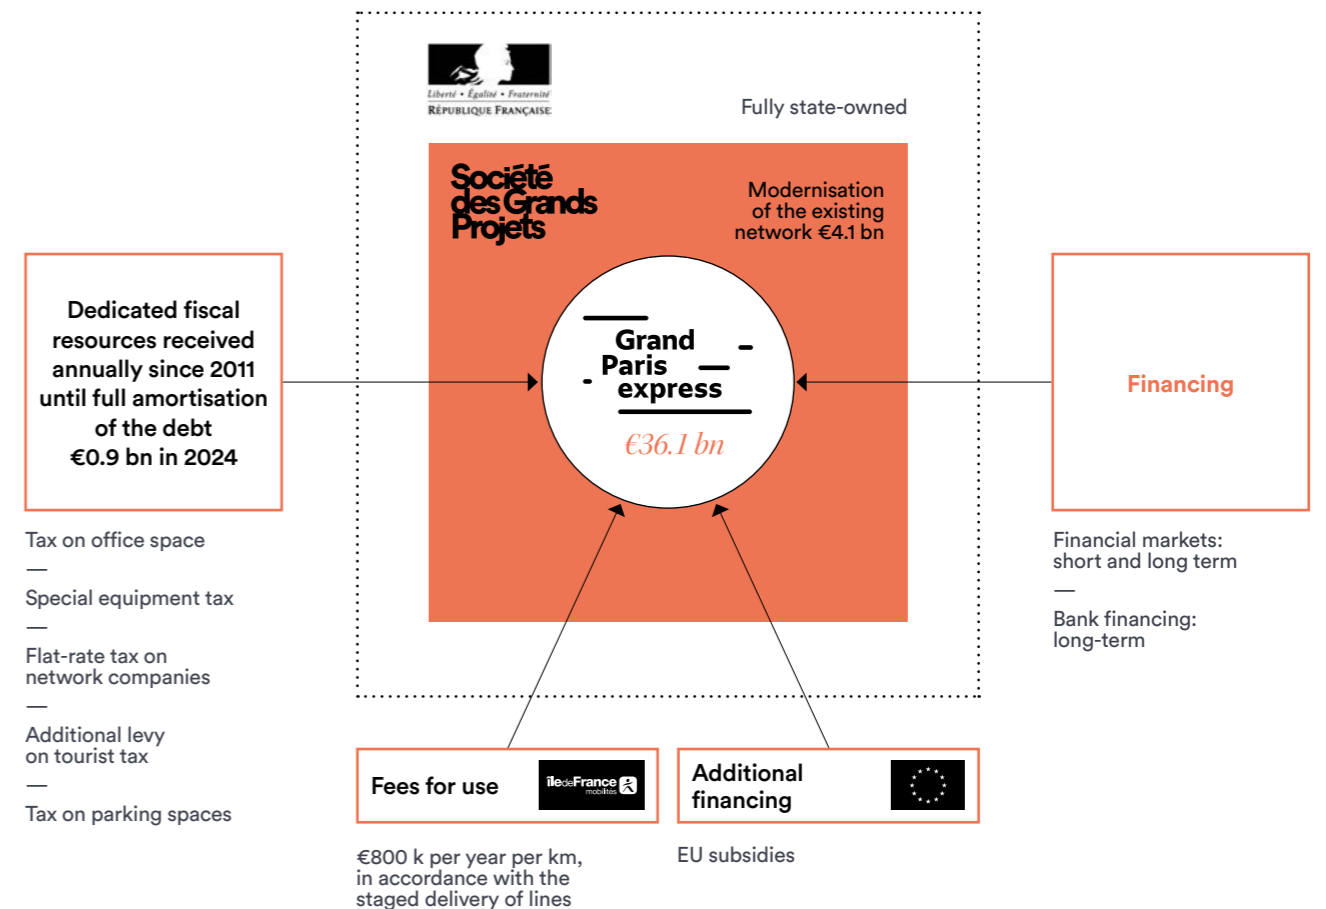 Liberté • Égalité • Fraternité
RÉPUBLIQUE FRANÇAISE
Fully state-owned
Société
des Grands
Projets
Modernisation
of the existing
network €4.1 bn
Dedicated fiscal
resources received
annually since 2011
until full amortisation
of the debt
€0.9 bn in 2024
Grand
Paris
express
€36.1 bn
Financing
Tax on office space
—
Special equipment tax
—
Flat-rate tax on
network companies
—
Additional levy
on tourist tax
—
Tax on parking spaces
Financial markets:
short and long term
—
Bank financing:
long-term
Fees for use
îledeFrance
mobilités
€800 k per year per km,
in accordance with the
staged delivery of lines
Additional
financing
EU subsidies